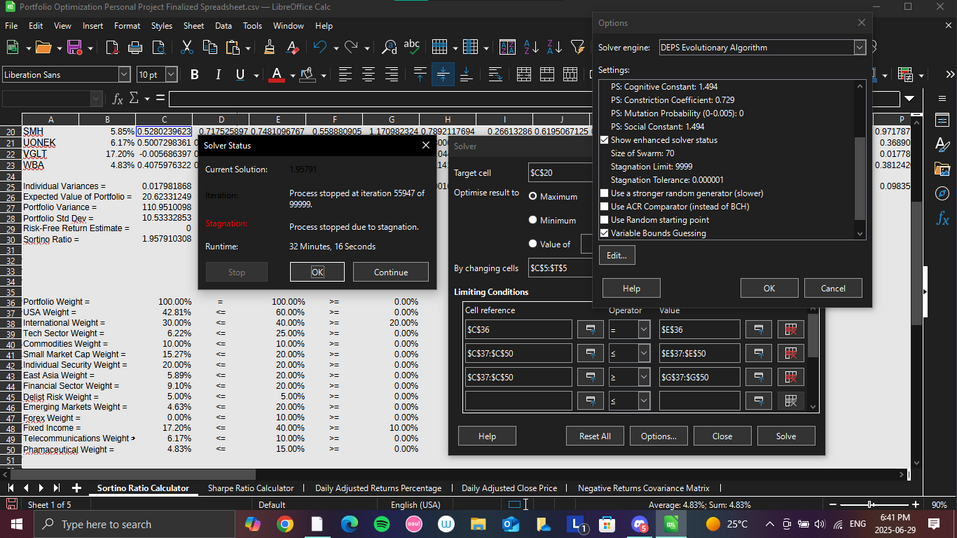 Portfolio Optimization Personal Project Finalized Spreadsheet.csv — LibreOffice Calc
File Edit View Insert Format Styles Sheet Data Tools Window Help
Liberation Sans 10 pt
A B C D E F G H I J P
20 SMH 5.85% 0.5280239623 0.717525897 0.7481096767 0.558880905 1.170982324 0.7892117694 0.26613286 0.6195067125 0.971787
21 UONEK 6.17% 0.5007298361 0.36890
22 VGLT 17.20% -0.005686397 0.01778
23 WBA 4.83% 0.4075976322 0.381242
24
25 Individual Variances = 0.017981868 0.09835
26 Expected Value of Portfolio = 20.62331249
27 Portfolio Variance = 110.9510098
28 Portfolio Std Dev = 10.53332853
29 Risk-Free Return Estimate = 0
30 Sortino Ratio = 1.957910308
31
32
33
34
35
36 Portfolio Weight = 100.00% = 100.00% >= 0.00%
37 USA Weight = 42.81% <= 60.00% >= 0.00%
38 International Weight = 30.00% <= 40.00% >= 20.00%
39 Tech Sector Weight = 6.22% <= 25.00% >= 0.00%
40 Commodities Weight = 10.00% <= 10.00% >= 0.00%
41 Small Market Cap Weight = 15.27% <= 20.00% >= 0.00%
42 Individual Security Weight = 20.00% <= 20.00% >= 0.00%
43 East Asia Weight = 5.89% <= 20.00% >= 0.00%
44 Financial Sector Weight = 9.10% <= 20.00% >= 0.00%
45 Delist Risk Weight = 5.00% <= 5.00% >= 0.00%
46 Emerging Markets Weight = 4.63% <= 20.00% >= 0.00%
47 Forex Weight = 0.00% <= 10.00% >= 0.00%
48 Fixed Income = 17.20% <= 40.00% >= 10.00%
49 Telecommunications Weight 6.17% <= 10.00% >= 0.00%
50 Phamaceutical Weight = 4.83% <= 15.00% >= 0.00%
51
Solver Status
Current Solution: 1.95791
Iteration: Process stopped at iteration 55947 of
99999.
Stagnation: Process stopped due to stagnation.
Runtime: 32 Minutes, 16 Seconds
Stop OK Continue
Solver
Target cell $C$20
Optimise result to Maximum
Minimum
Value of
By changing cells $C$5:$T$5
Limiting Conditions
Cell reference Operator Value
$C$36 = $E$36
$C$37:$C$50 ≤ $E$37:$E$50
$C$37:$C$50 ≥ $G$37:$G$50
≤
Help Reset All Options... Close Solve
Options
Solver engine: DEPS Evolutionary Algorithm
Settings:
PS: Cognitive Constant: 1.494
PS: Constriction Coefficient: 0.729
PS: Mutation Probability (0-0.005): 0
PS: Social Constant: 1.494
Show enhanced solver status
Size of Swarm: 70
Stagnation Limit: 9999
Stagnation Tolerance: 0.000001
Use a stronger random generator (slower)
Use ACR Comparator (instead of BCH)
Use Random starting point
Variable Bounds Guessing
Edit...
Help OK Cancel
Sortino Ratio Calculator Sharpe Ratio Calculator Daily Adjusted Returns Percentage Daily Adjusted Close Price Negative Returns Covariance Matrix
Sheet 1 of 5 Default English (USA) Average: 4.83%; Sum: 4.83% 90%
Type here to search 25°C ENG 6:41 PM
2025-06-29